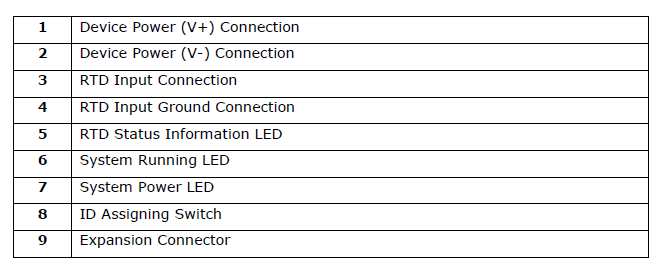 1 Device Power (V+) Connection
2 Device Power (V-) Connection
3 RTD Input Connection
4 RTD Input Ground Connection
5 RTD Status Information LED
6 System Running LED
7 System Power LED
8 ID Assigning Switch
9 Expansion Connector